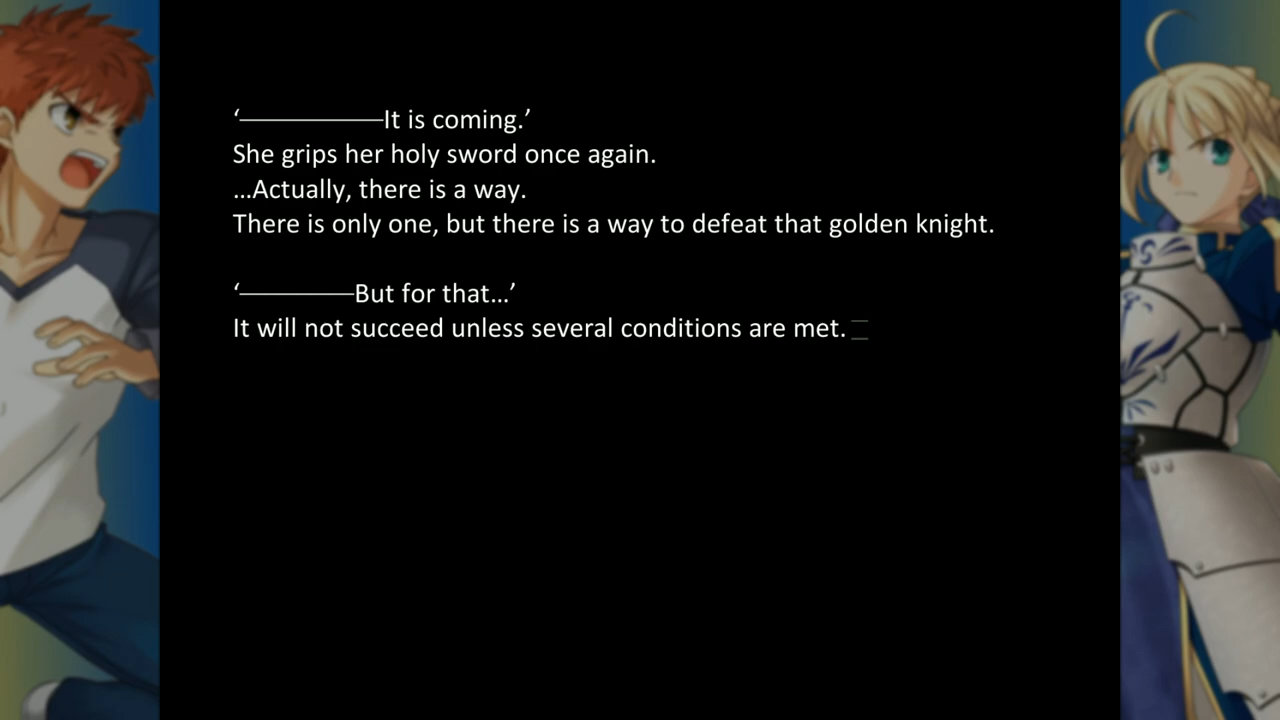 ‘—————It is coming.’
She grips her holy sword once again.
…Actually, there is a way.
There is only one, but there is a way to defeat that golden knight.
‘————But for that…’
It will not succeed unless several conditions are met.